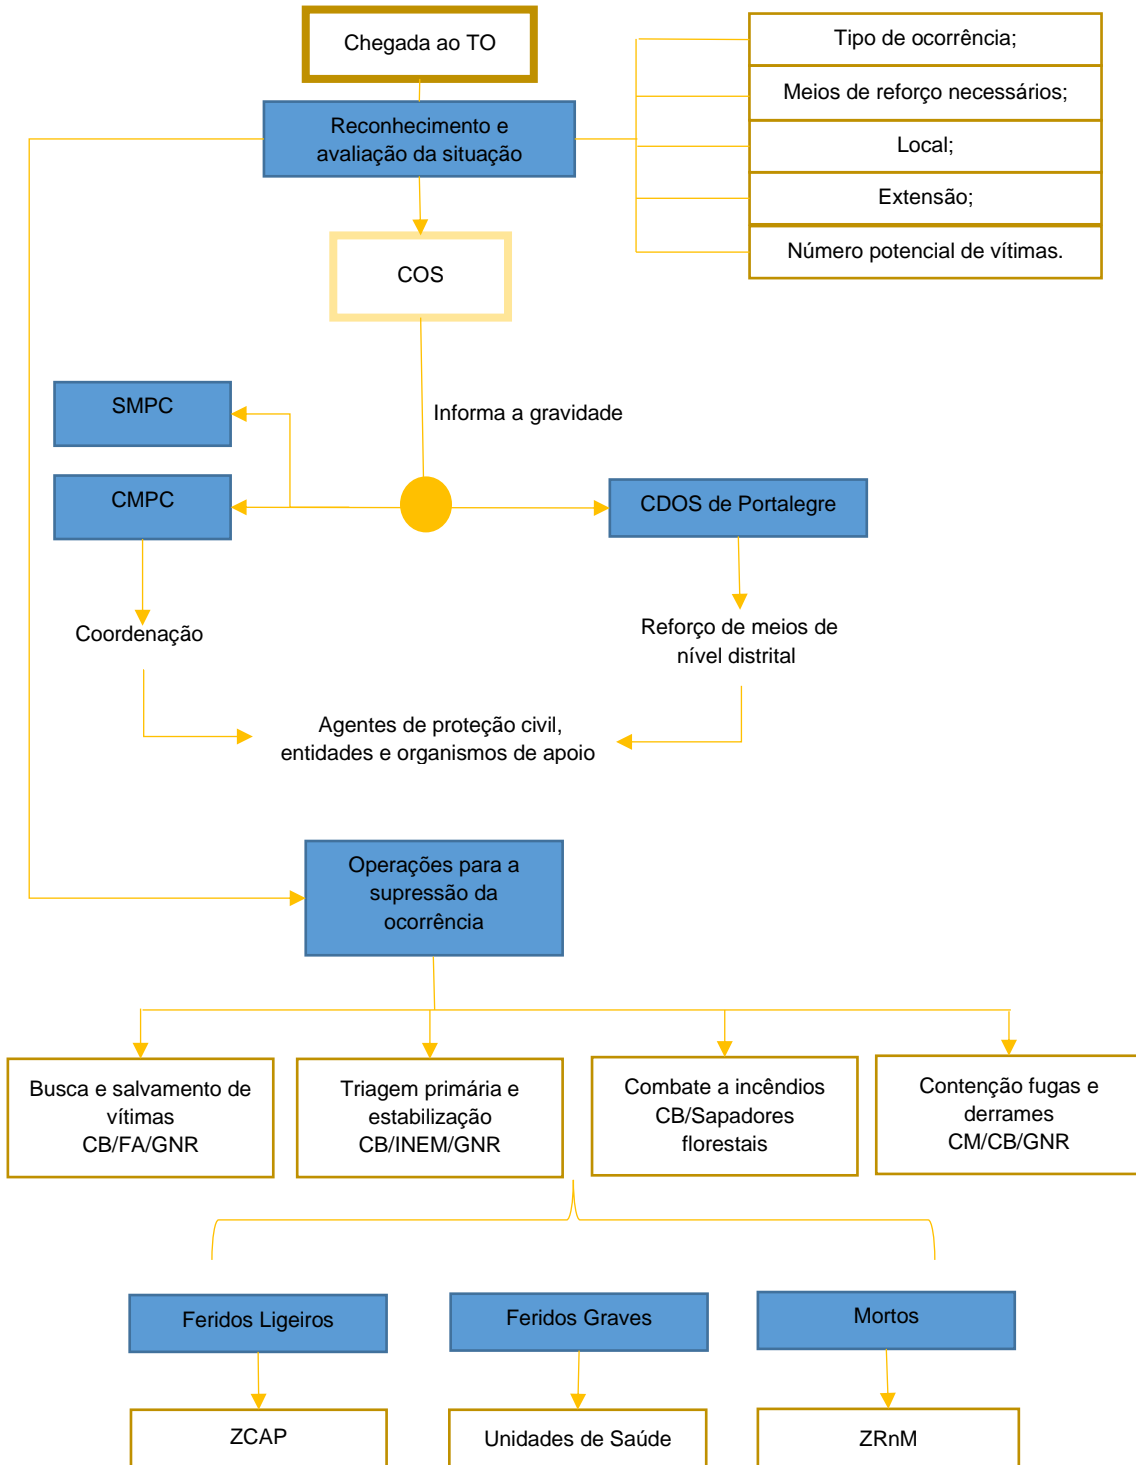 Chegada ao TO
Tipo de ocorrência;
Meios de reforço necessários;
Local;
Extensão;
Número potencial de vítimas.
Reconhecimento e
avaliação da situação
COS
Informa a gravidade
SMPC
CMPC
CDOS de Portalegre
Coordenação
Reforço de meios de
nível distrital
Agentes de proteção civil,
entidades e organismos de apoio
Operações para a
supressão da
ocorrência
Busca e salvamento de
vítimas
CB/FA/GNR
Triagem primária e
estabilização
CB/INEM/GNR
Combate a incêndios
CB/Sapadores
florestais
Contenção fugas e
derrames
CM/CB/GNR
Feridos Ligeiros
Feridos Graves
Mortos
ZCAP
Unidades de Saúde
ZRnM